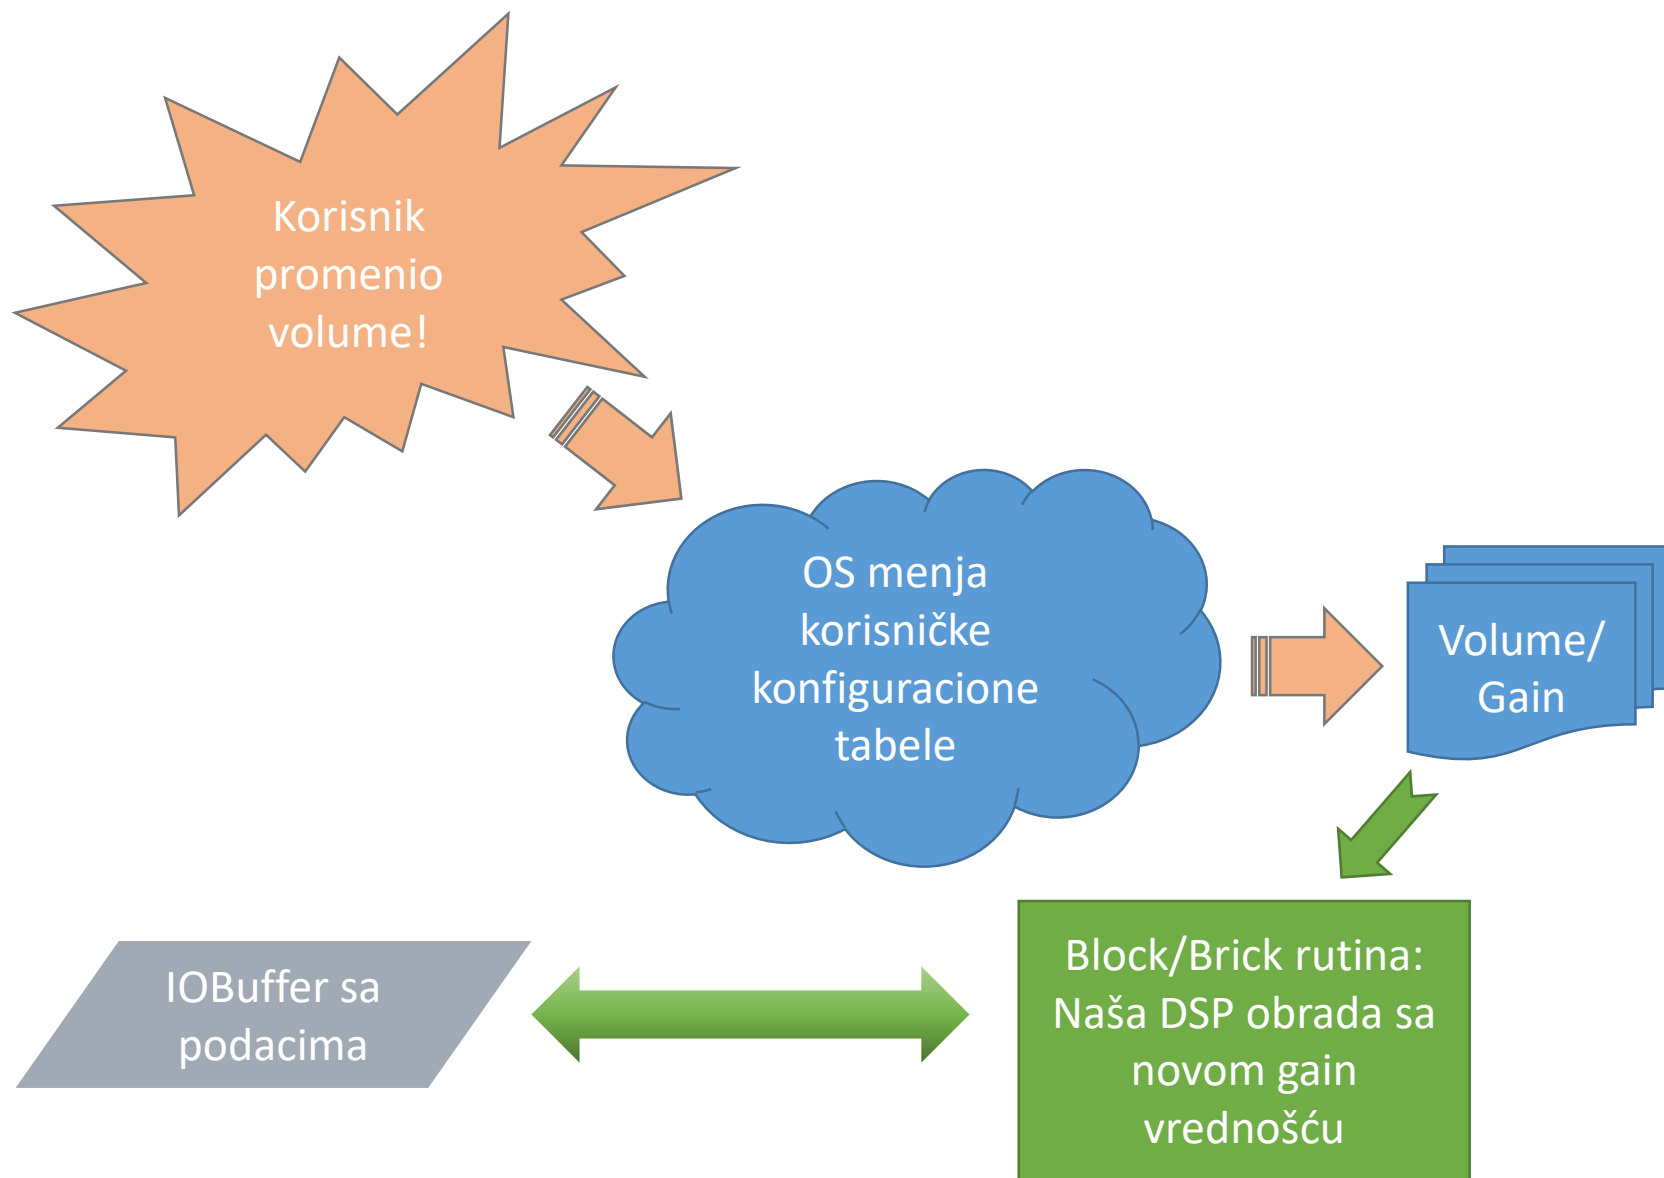 Korisnik
promenio
volume!
OS menja
korisničke
konfiguracione
tabele
Volume/
Gain
IOBuffer sa
podacima
Block/Brick rutina:
Naša DSP obrada sa
novom gain
vrednošću